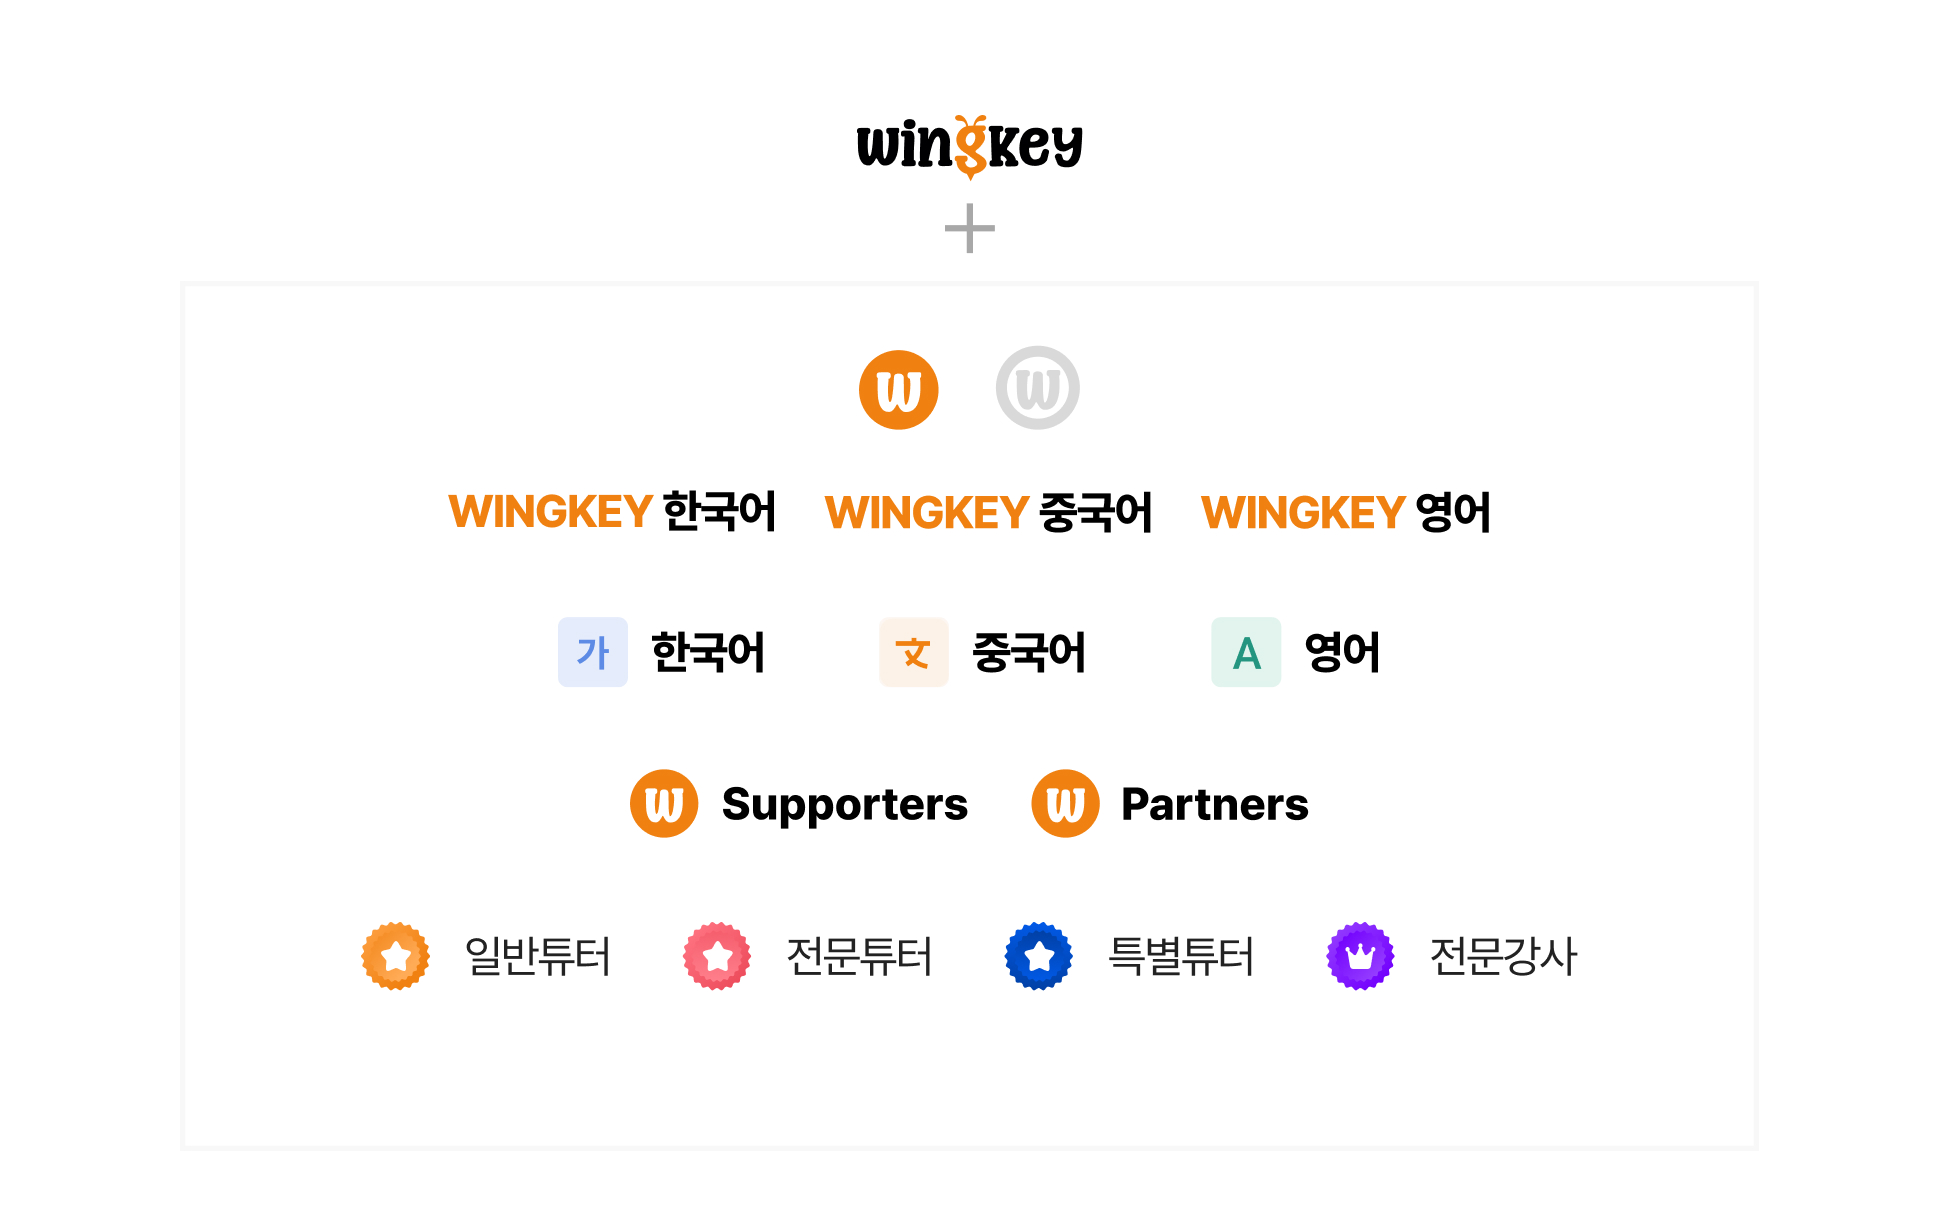 wingkey
W W
WINGKEY 한국어 WINGKEY 중국어 WINGKEY 영어
가 한국어 文 중국어 A 영어
W Supporters W Partners
일반튜터 전문튜터 특별튜터 전문강사